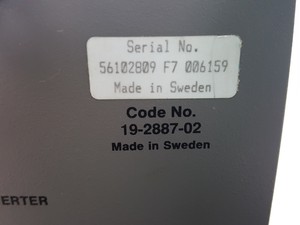 Serial No.
56102809 F7 006159
Made in Sweden
Code No.
19-2887-02
Made in Sweden
ERTER